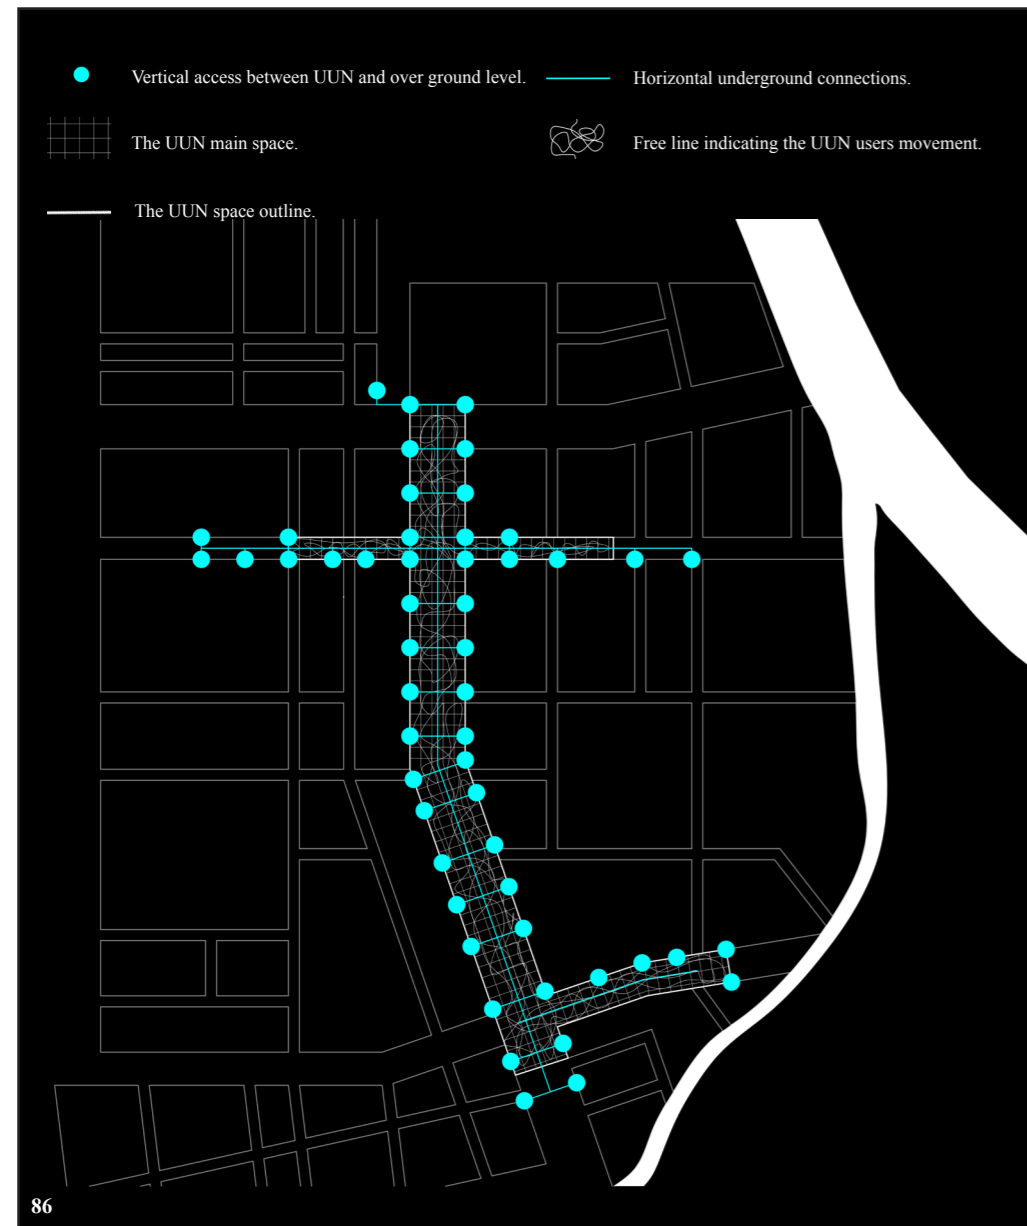 Vertical access between UUN and over ground level.
Horizontal underground connections.
The UUN main space.
Free line indicating the UUN users movement.
The UUN space outline.
86